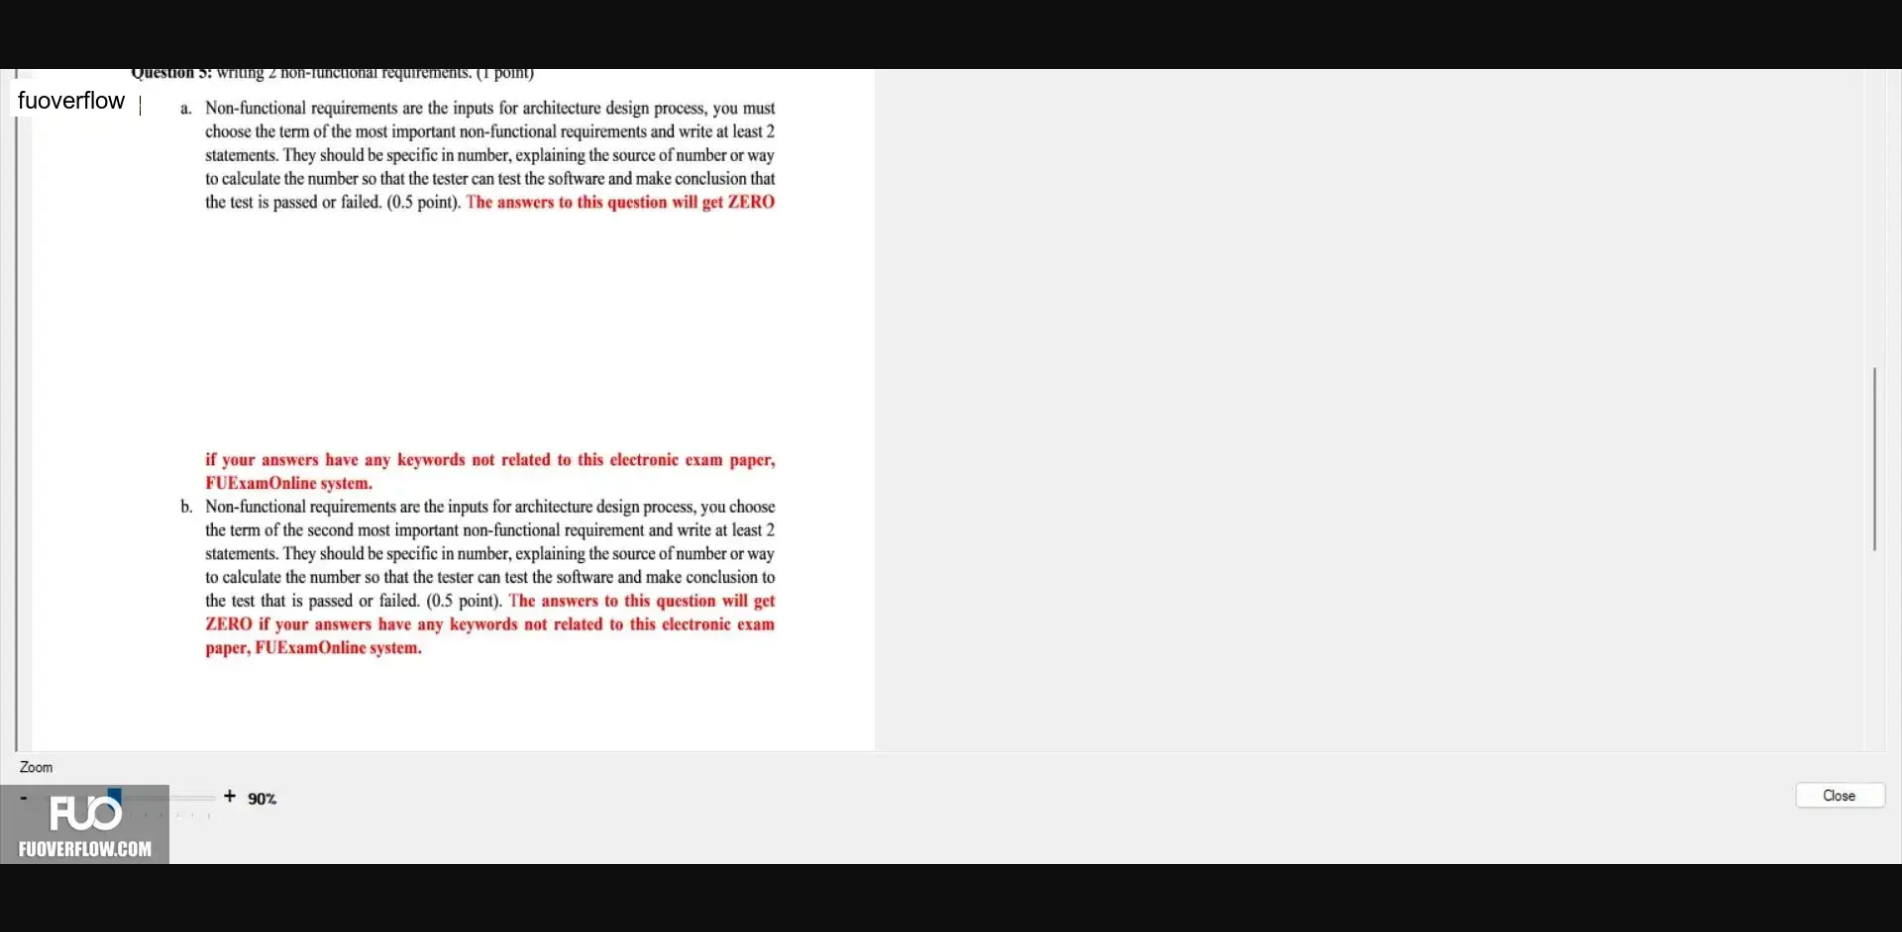 Question 5: writing 2 non-functional requirements. (1 point)
fuoverflow
a. Non-functional requirements are the inputs for architecture design process, you must
choose the term of the most important non-functional requirements and write at least 2
statements. They should be specific in number, explaining the source of number or way
to calculate the number so that the tester can test the software and make conclusion that
the test is passed or failed. (0.5 point). The answers to this question will get ZERO
if your answers have any keywords not related to this electronic exam paper,
FUExamOnline system.
b. Non-functional requirements are the inputs for architecture design process, you choose
the term of the second most important non-functional requirement and write at least 2
statements. They should be specific in number, explaining the source of number or way
to calculate the number so that the tester can test the software and make conclusion to
the test that is passed or failed. (0.5 point). The answers to this question will get
ZERO if your answers have any keywords not related to this electronic exam
paper, FUExamOnline system.
Zoom
- + 90%
Close
FUO
FUOVERFLOW.COM